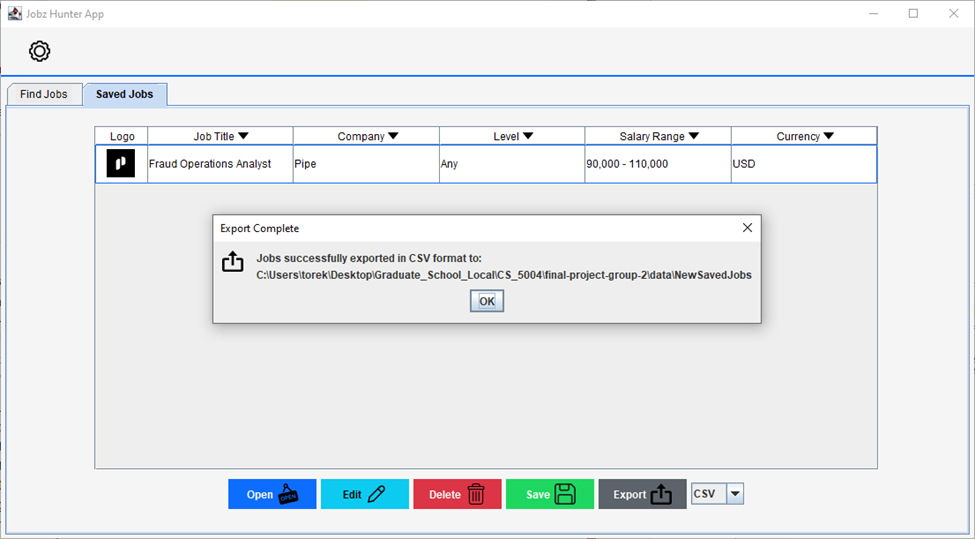 Jobz Hunter App
Find Jobs
Saved Jobs
Logo Job Title Company Level Salary Range Currency
Fraud Operations Analyst Pipe Any 90,000 - 110,000 USD
Export Complete
Jobs successfully exported in CSV format to:
C:\Users\torek\Desktop\Graduate_School_Local\CS_5004\final-project-group-2\data\NewSavedJobs
OK
Open OPEN Edit Delete Save Export CSV